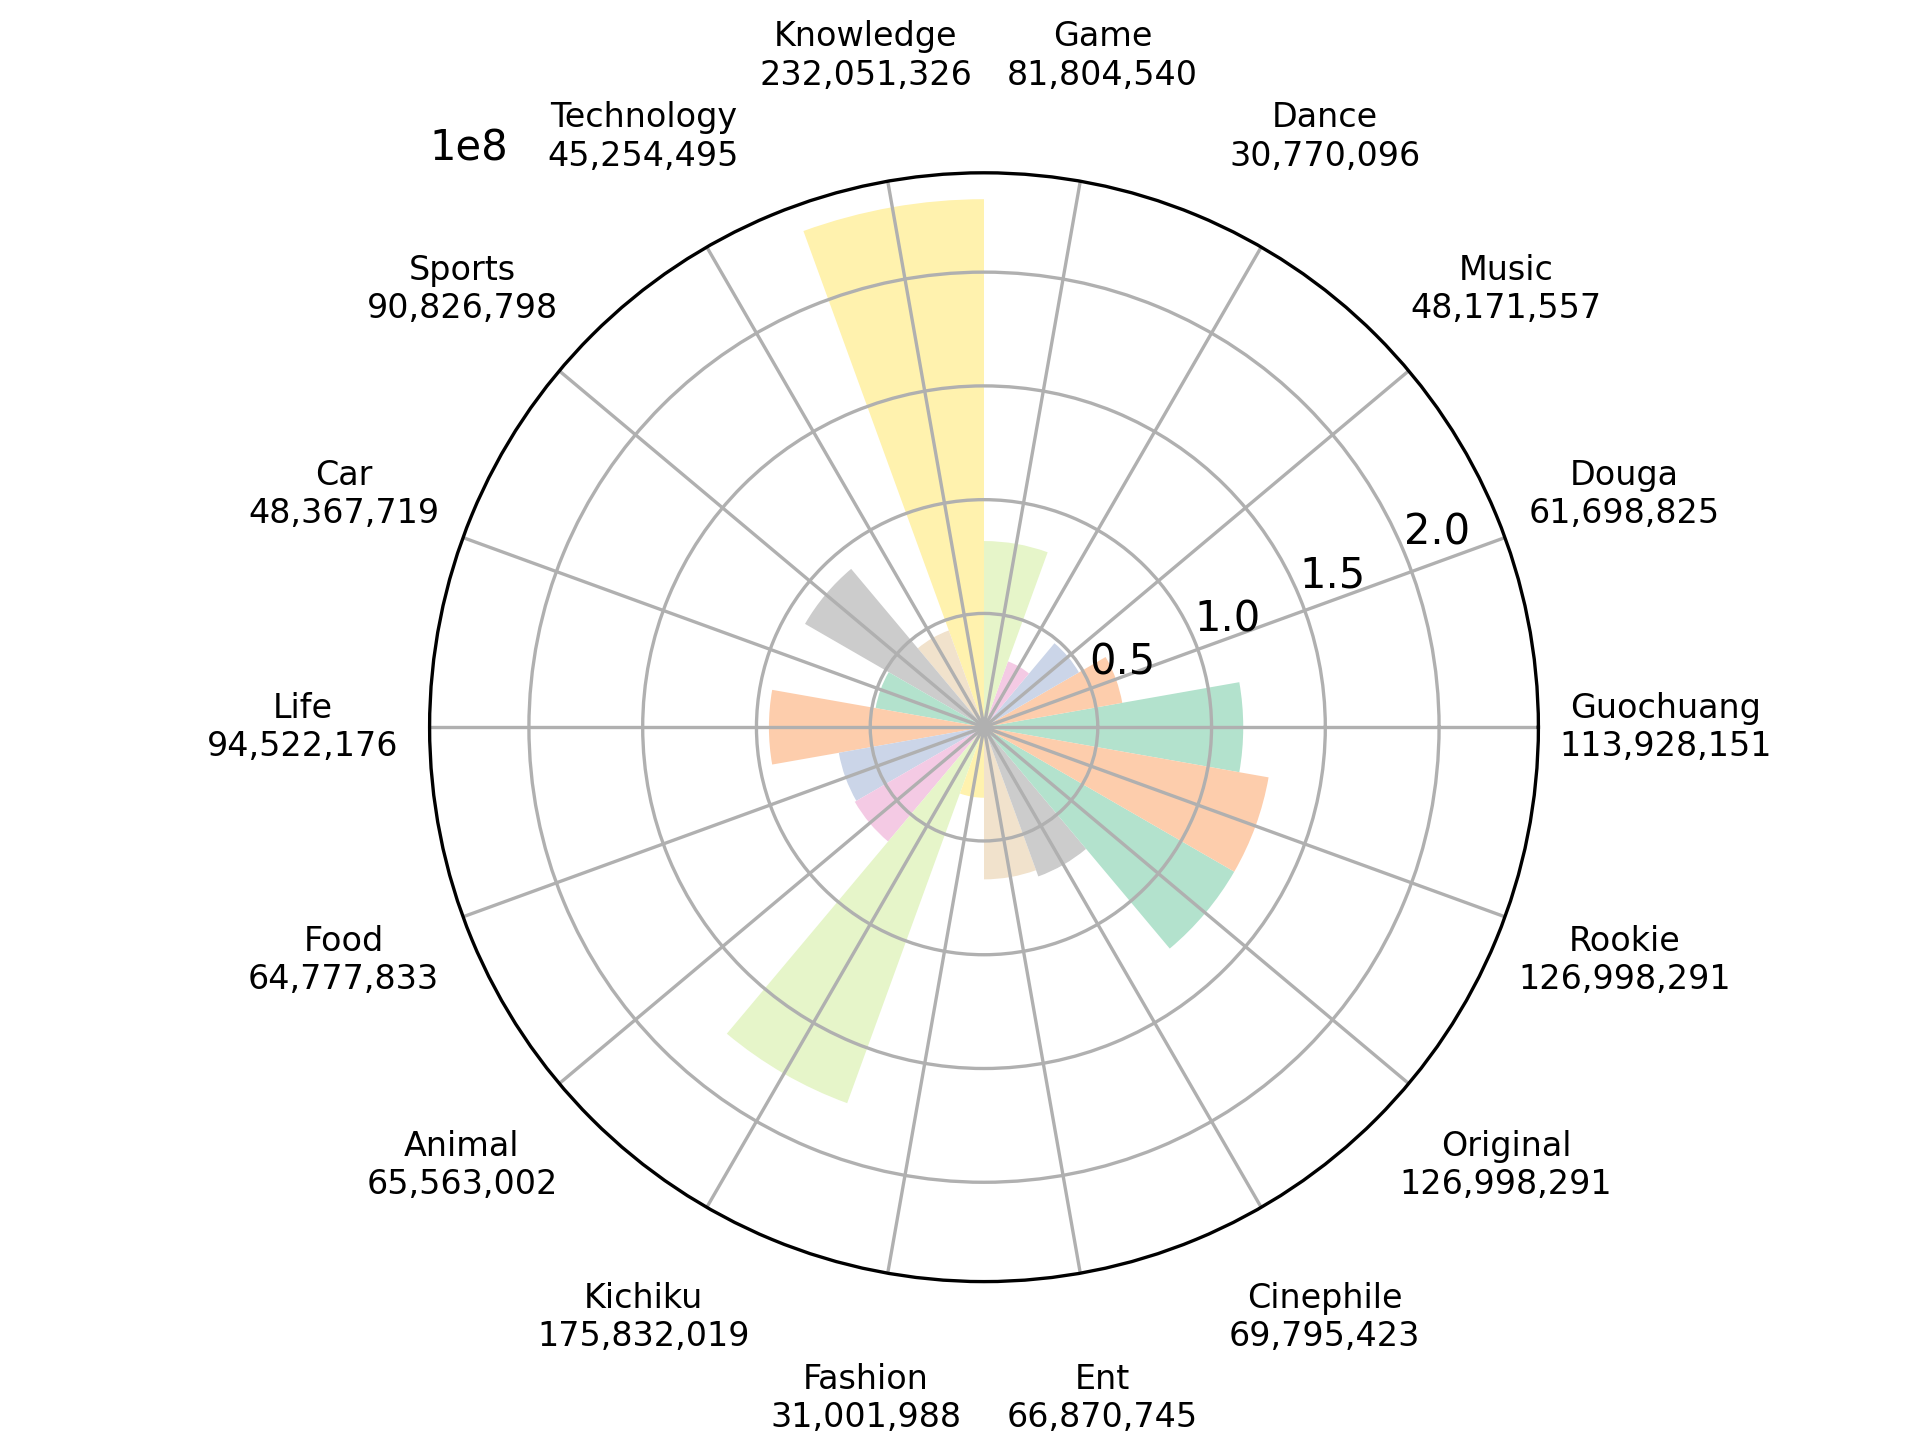 Knowledge
232,051,326
Game
81,804,540
Technology
45,254,495
Dance
30,770,096
1e8
Sports
90,826,798
Music
48,171,557
Car
48,367,719
Douga
61,698,825
2.0
1.5
1.0
0.5
Life
94,522,176
Guochuang
113,928,151
Food
64,777,833
Rookie
126,998,291
Animal
65,563,002
Original
126,998,291
Kichiku
175,832,019
Cinephile
69,795,423
Fashion
31,001,988
Ent
66,870,745